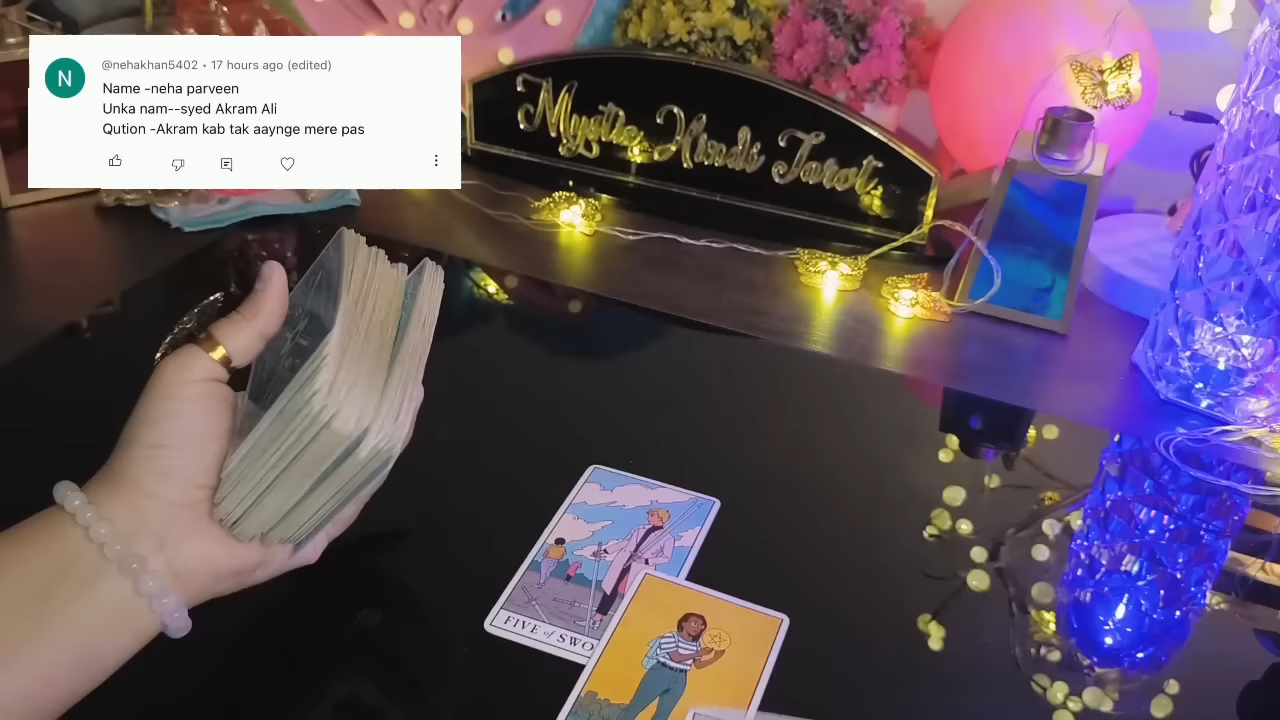 @nehakhan5402 • 17 hours ago (edited)
Name -neha parveen
Unka nam--syed Akram Ali
Qution -Akram kab tak aaynge mere pas
N
Mystic Hindi Tarot
FIVE of SWO